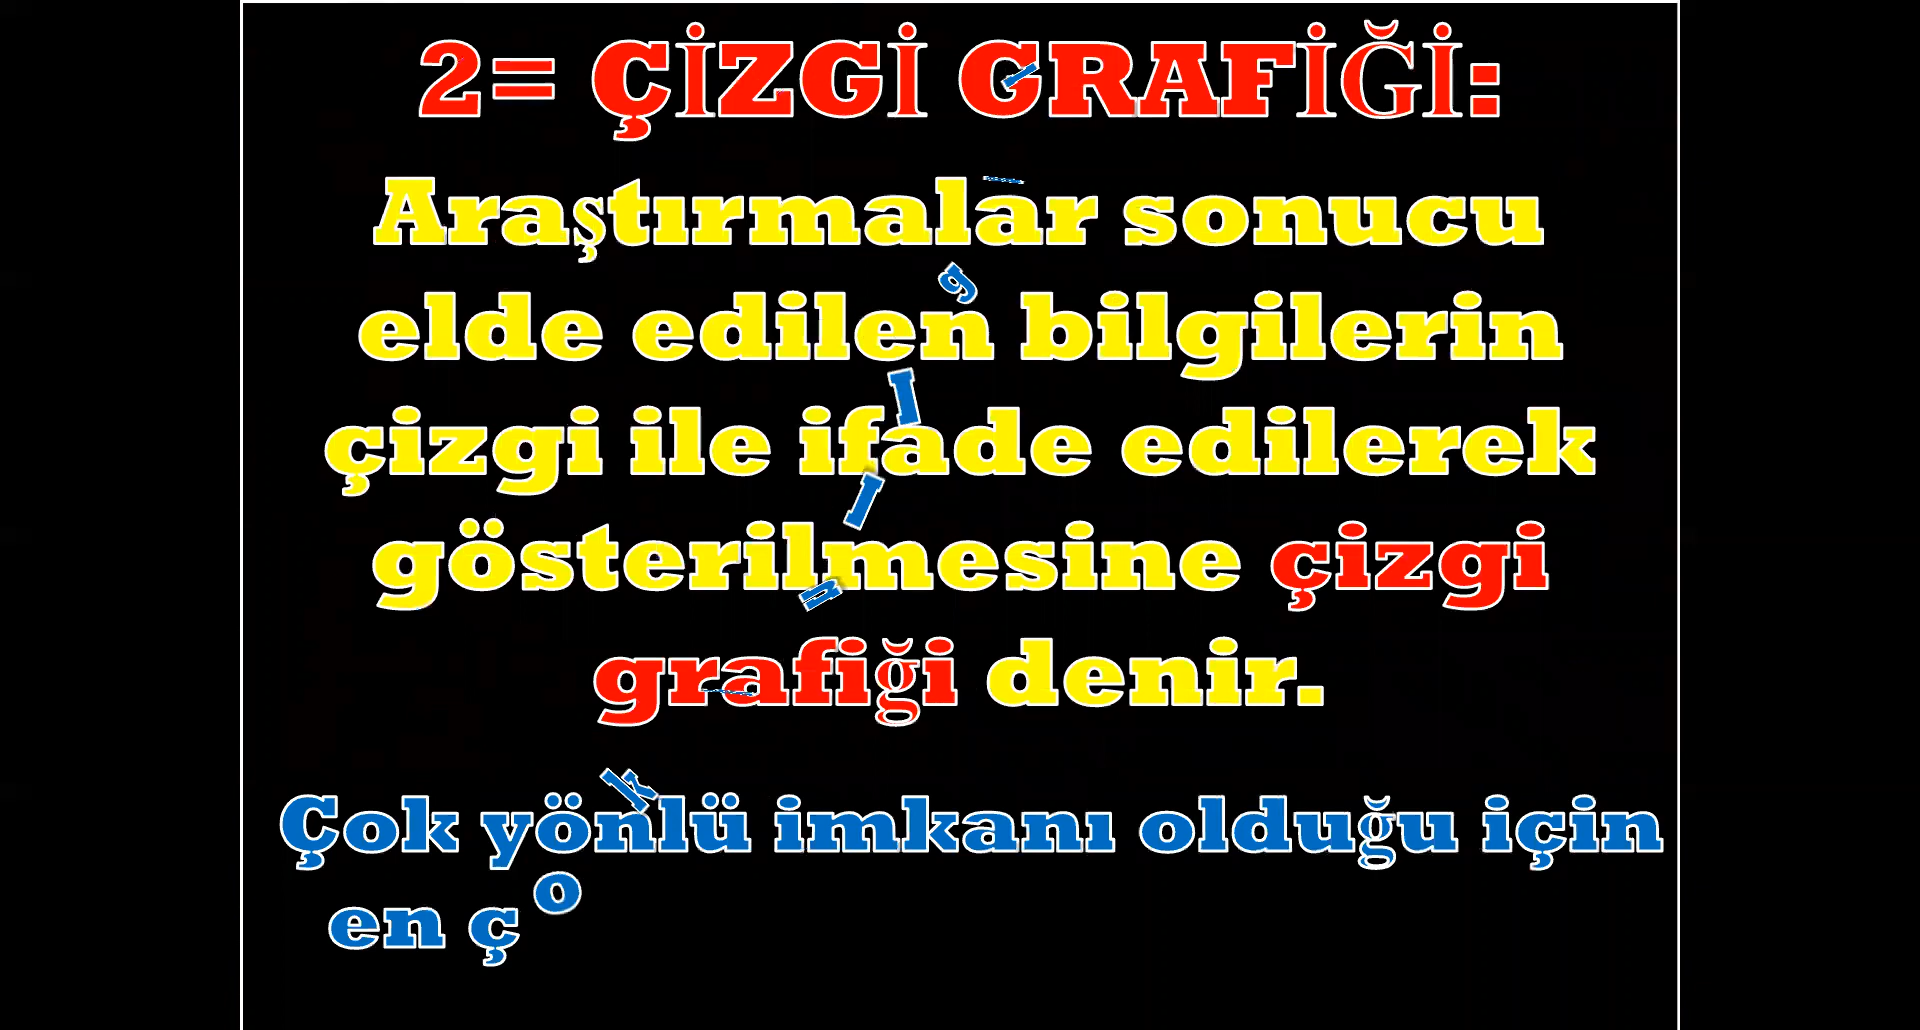 2= ÇİZGİ GRAFİĞİ:
Araştırmalar sonucu
elde edilen bilgilerin
çizgi ile ifade edilerek
gösterilmesine çizgi
grafiği denir.
Çok yönlü imkanı olduğu için
en ço